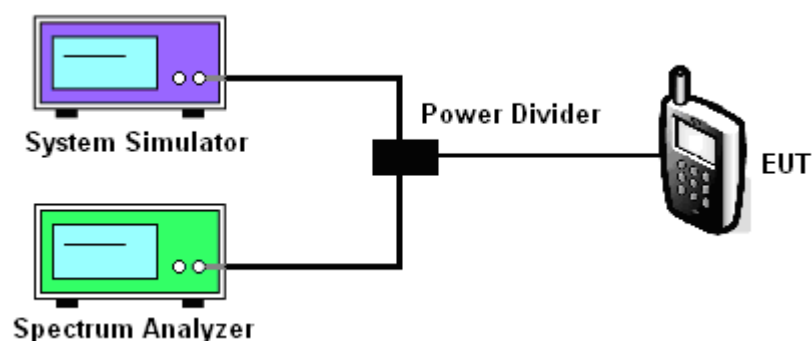 System Simulator
Power Divider
EUT
Spectrum Analyzer